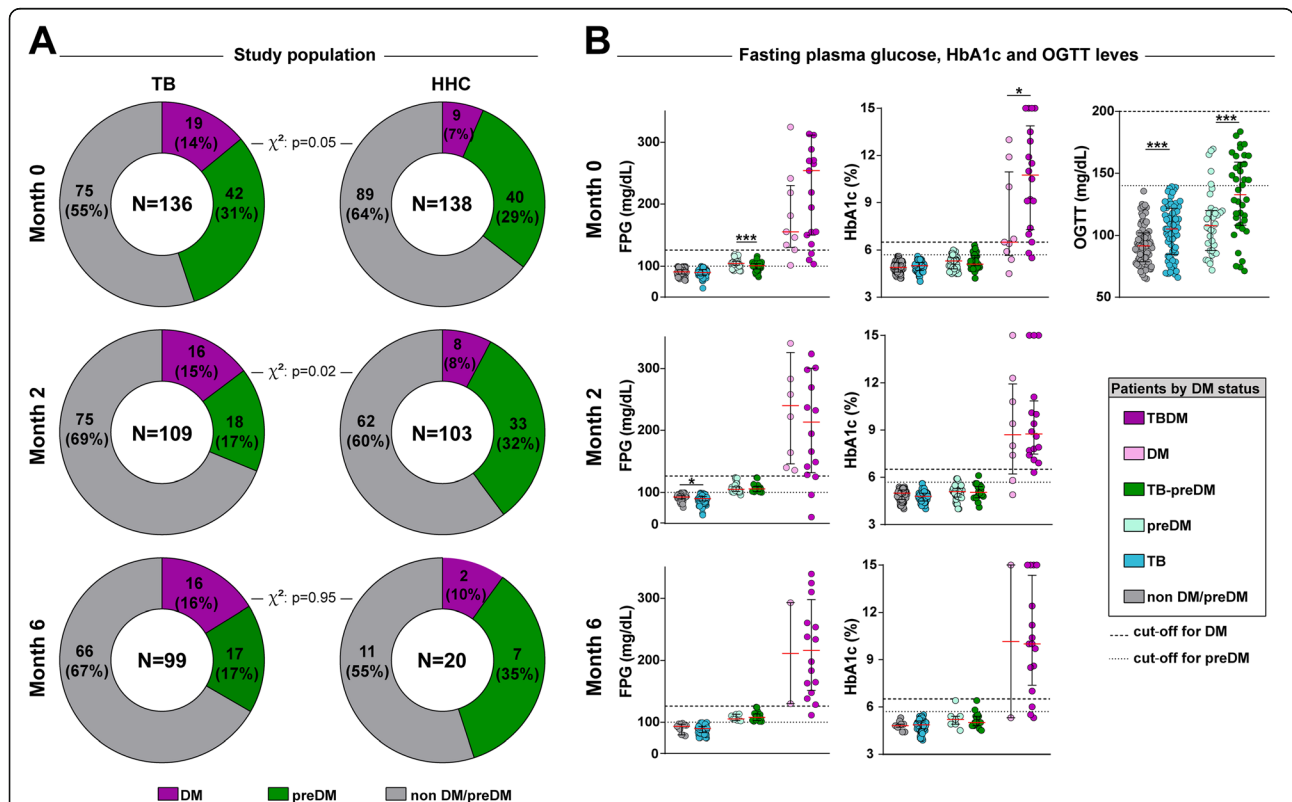 A
Study population
TB
HHC
Month 0
19
(14%)
42
(31%)
75
(55%)
N=136
χ²: p=0.05
9
(7%)
40
(29%)
89
(64%)
N=138
Month 2
16
(15%)
18
(17%)
75
(69%)
N=109
χ²: p=0.02
8
(8%)
33
(32%)
62
(60%)
N=103
Month 6
16
(16%)
17
(17%)
66
(67%)
N=99
χ²: p=0.95
2
(10%)
7
(35%)
11
(55%)
N=20
DM
preDM
non DM/preDM
B
Fasting plasma glucose, HbA1c and OGTT leves
Month 0
FPG (mg/dL)
300
200
100
0
***
HbA1c (%)
15
12
9
6
3
*
OGTT (mg/dL)
200
150
100
50
***
***
Month 2
FPG (mg/dL)
300
200
100
0
*
HbA1c (%)
15
12
9
6
3
Month 6
FPG (mg/dL)
300
200
100
0
HbA1c (%)
15
12
9
6
3
Patients by DM status
TBDM
DM
TB-preDM
preDM
TB
non DM/preDM
cut-off for DM
cut-off for preDM